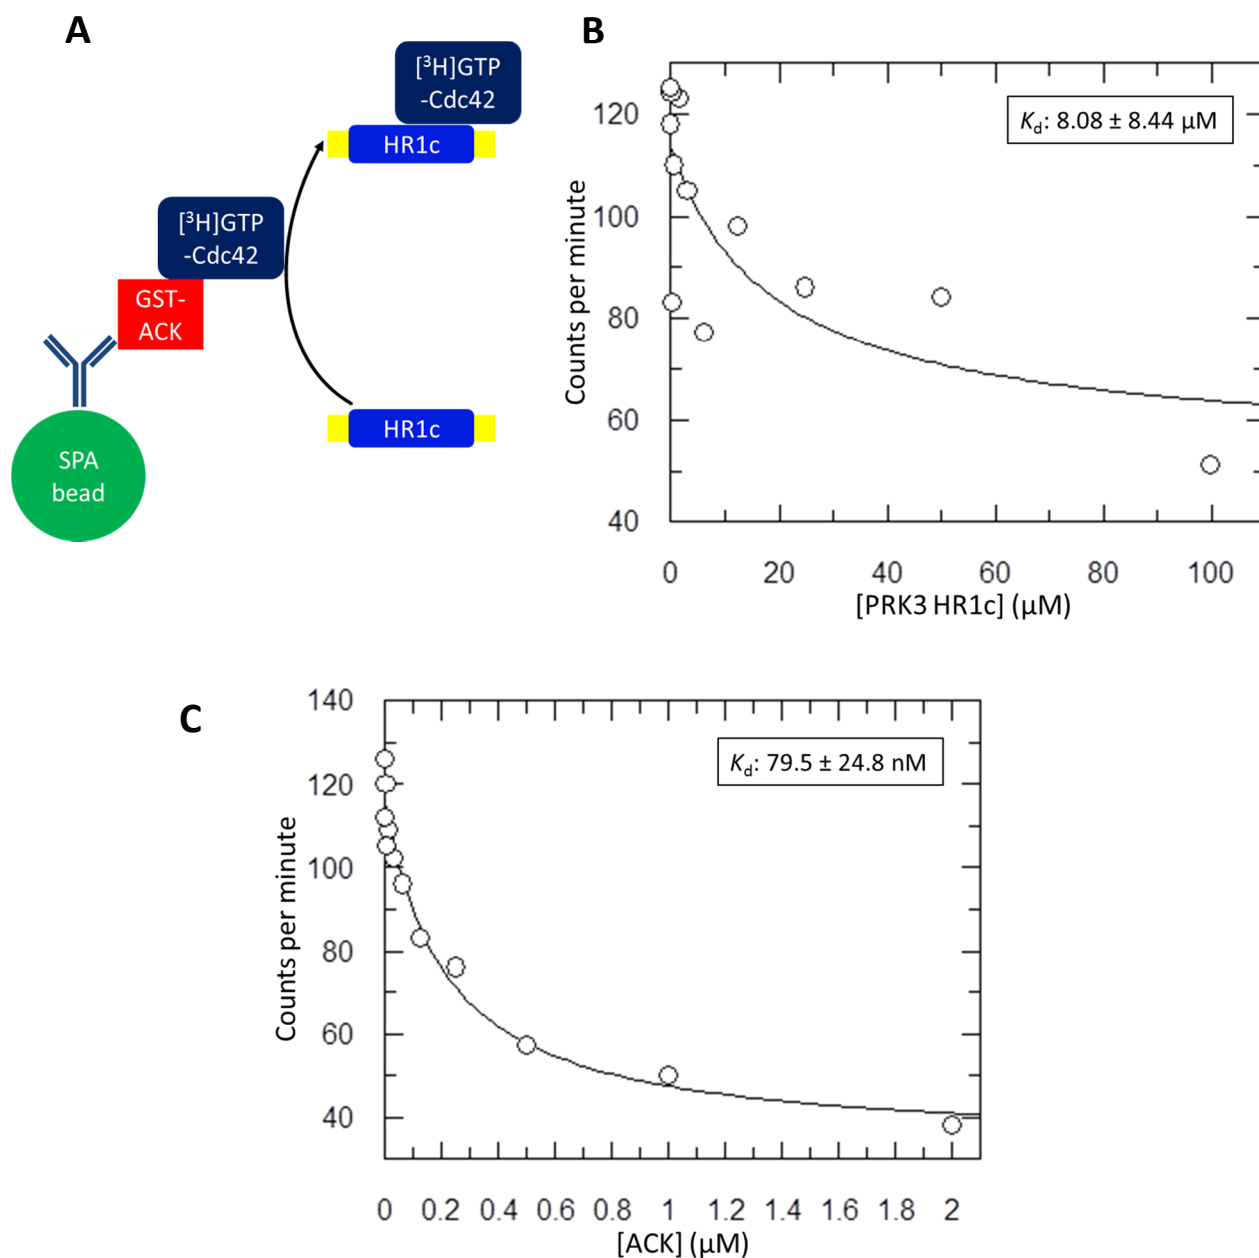 A
[³H]GTP
-Cdc42
HR1c
[³H]GTP
-Cdc42
GST-
ACK
HR1c
SPA
bead
B
Kd: 8.08 ± 8.44 µM
120
100
80
60
40
Counts per minute
0 20 40 60 80 100
[PRK3 HR1c] (µM)
C
Kd: 79.5 ± 24.8 nM
140
120
100
80
60
40
Counts per minute
0 0.2 0.4 0.6 0.8 1 1.2 1.4 1.6 1.8 2
[ACK] (µM)